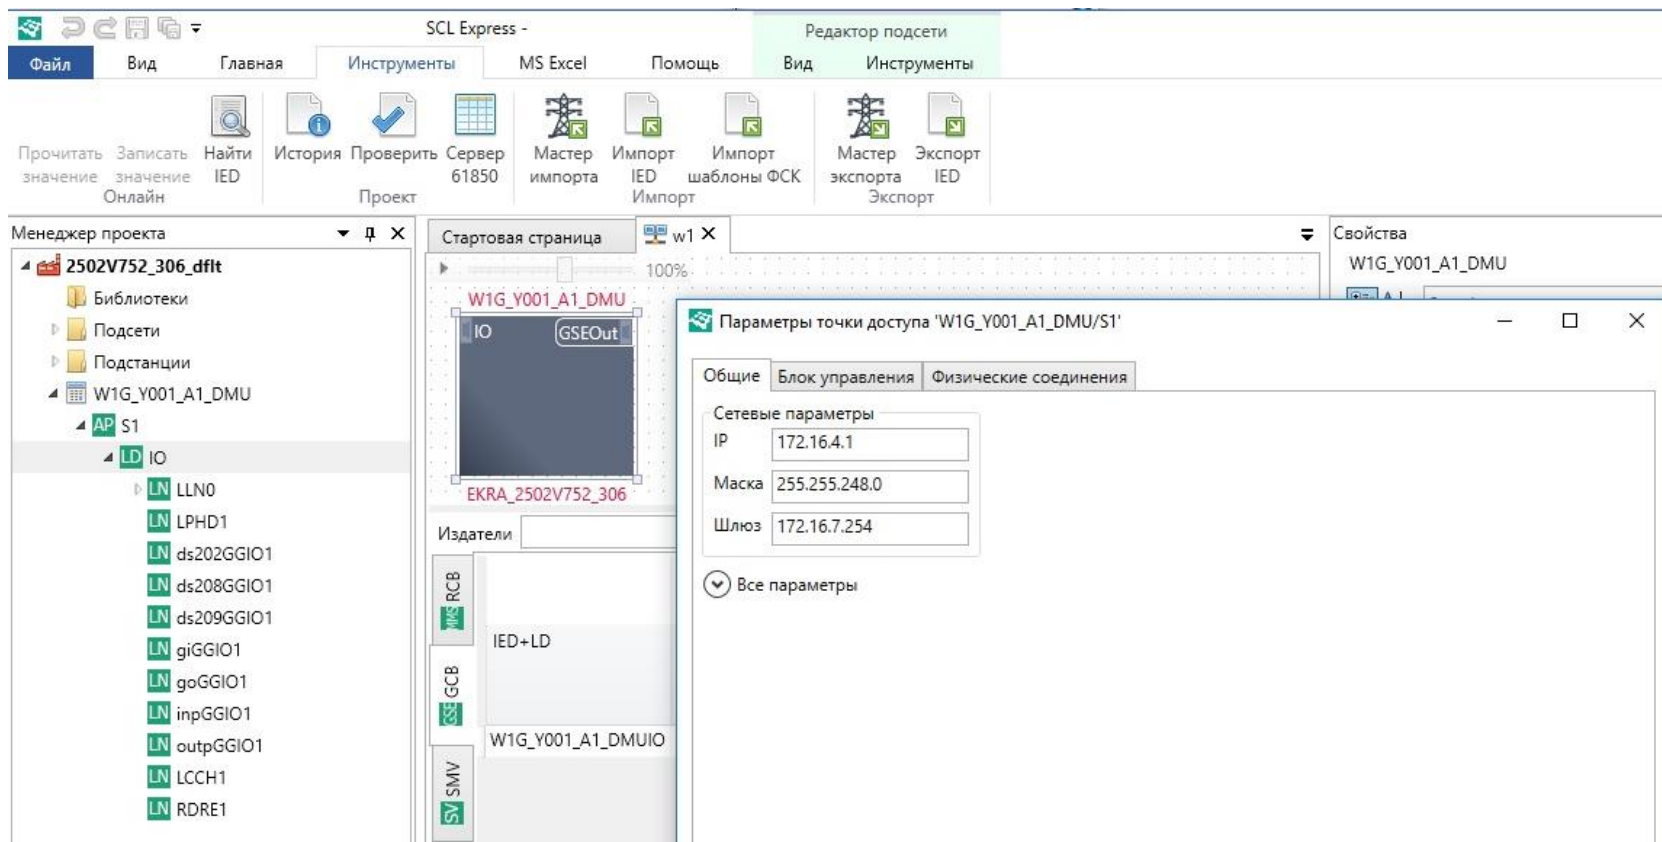 SCL Express -
Редактор подсети
Файл Вид Главная Инструменты MS Excel Помощь Вид Инструменты
Прочитать значение
Записать значение
Найти IED
История
Проверить
Сервер 61850
Мастер импорта
Импорт IED
Импорт шаблоны ФСК
Мастер экспорта
Экспорт IED
Онлайн Проект Импорт Экспорт
Менеджер проекта
2502V752_306_dflt
Библиотеки
Подсети
Подстанции
W1G_Y001_A1_DMU
AP S1
LD IO
LN LLN0
LN LPHD1
LN ds202GGIO1
LN ds208GGIO1
LN ds209GGIO1
LN giGGIO1
LN goGGIO1
LN inpGGIO1
LN outpGGIO1
LN LCCH1
LN RDRE1
Стартовая страница w1
100%
W1G_Y001_A1_DMU
IO GSEOut
EKRA_2502V752_306
Издатели
MMS RCB
GSE GCB
SV SMV
IED+LD
W1G_Y001_A1_DMUIO
Свойства
W1G_Y001_A1_DMU
Параметры точки доступа 'W1G_Y001_A1_DMU/S1'
Общие Блок управления Физические соединения
Сетевые параметры
IP 172.16.4.1
Маска 255.255.248.0
Шлюз 172.16.7.254
Все параметры